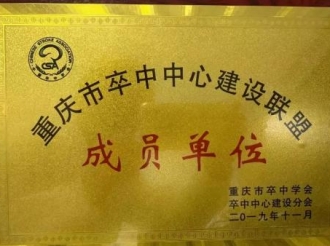 重庆市卒中中心建设联盟
成员单位
重庆市卒中学会
卒中中心建设分会
二〇一九年十一月